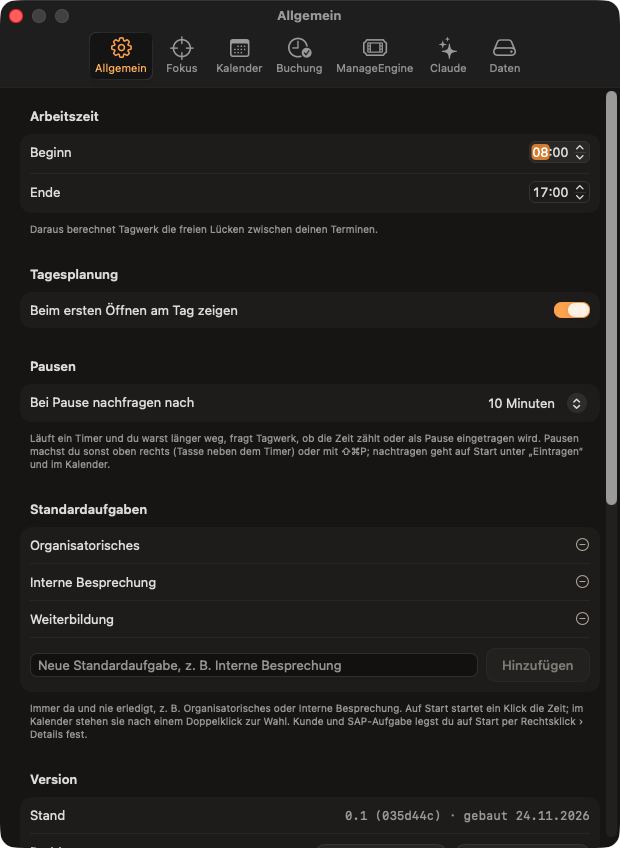 Allgemein
Allgemein
Fokus
Kalender
Buchung
ManageEngine
Claude
Daten
Arbeitszeit
Beginn
08:00
Ende
17:00
Daraus berechnet Tagwerk die freien Lücken zwischen deinen Terminen.
Tagesplanung
Beim ersten Öffnen am Tag zeigen
Pausen
Bei Pause nachfragen nach
10 Minuten
Läuft ein Timer und du warst länger weg, fragt Tagwerk, ob die Zeit zählt oder als Pause eingetragen wird. Pausen
machst du sonst oben rechts (Tasse neben dem Timer) oder mit ⇧⌘P; nachtragen geht auf Start unter „Eintragen“
und im Kalender.
Standardaufgaben
Organisatorisches
Interne Besprechung
Weiterbildung
Neue Standardaufgabe, z. B. Interne Besprechung
Hinzufügen
Immer da und nie erledigt, z. B. Organisatorisches oder Interne Besprechung. Auf Start startet ein Klick die Zeit; im
Kalender stehen sie nach einem Doppelklick zur Wahl. Kunde und SAP-Aufgabe legst du auf Start per Rechtsklick ›
Details fest.
Version
Stand
0.1 (035d44c) · gebaut 24.11.2026